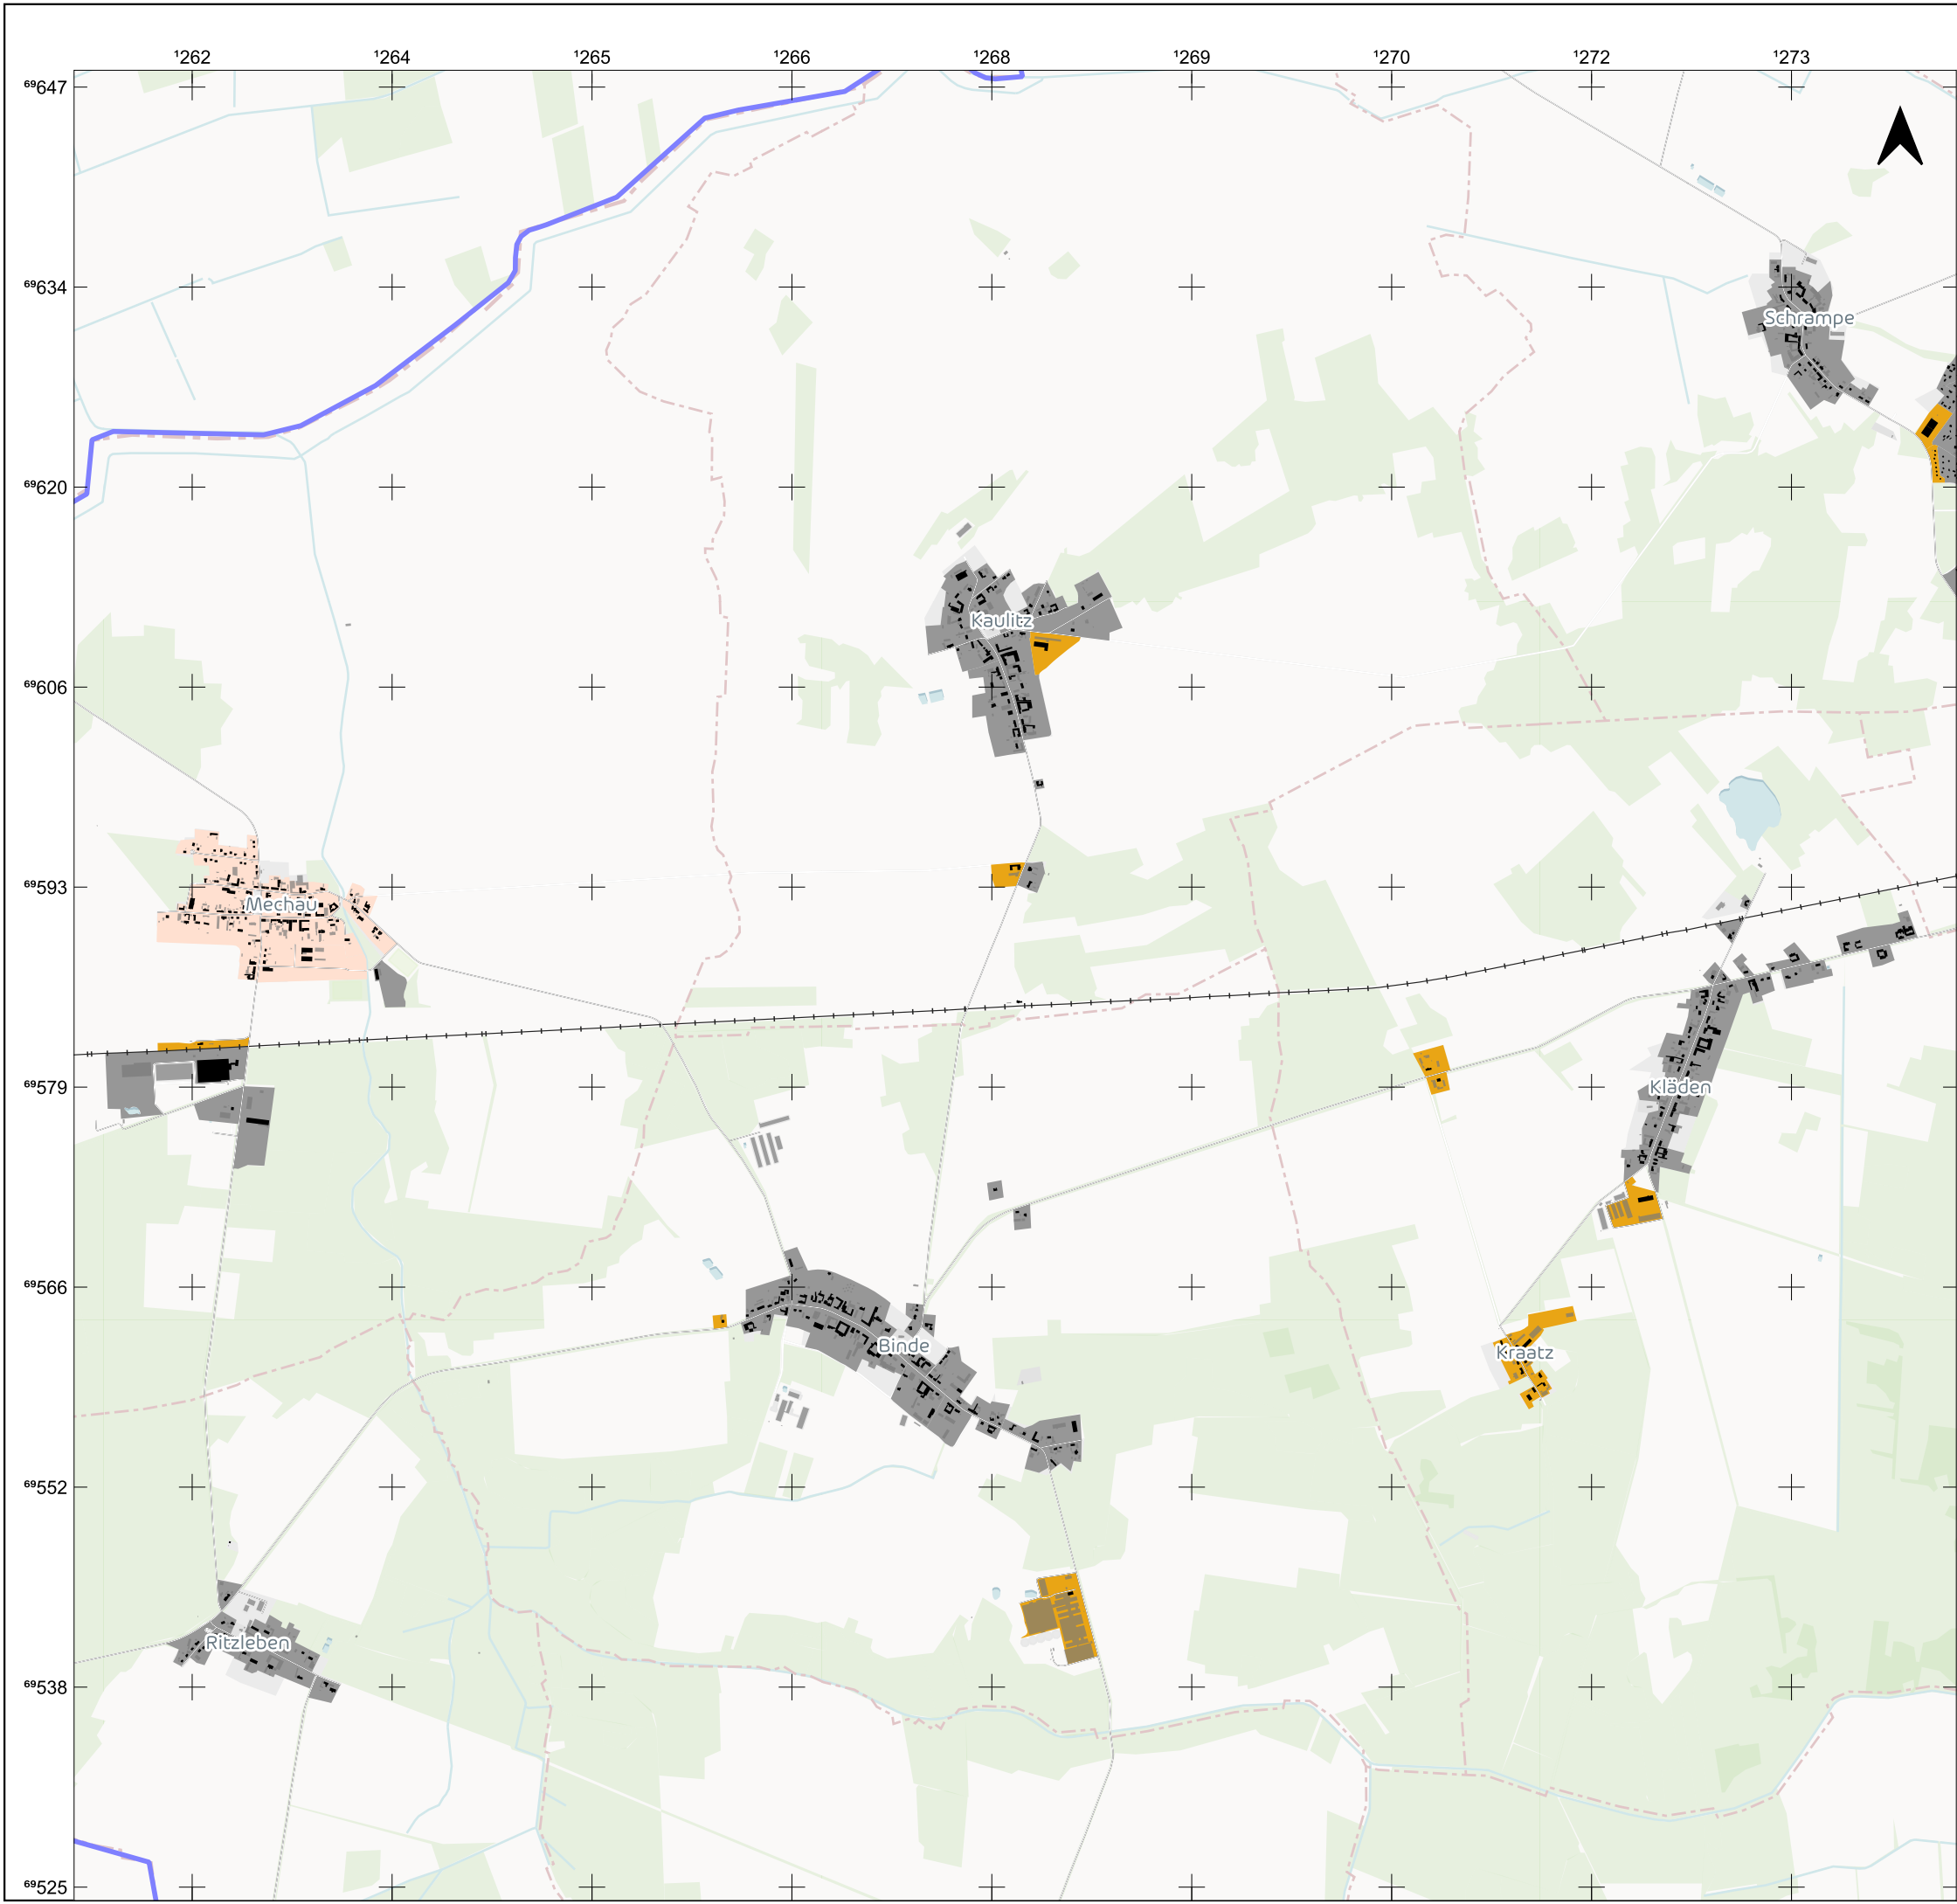 ¹262 ¹264 ¹265 ¹266 ¹268 ¹269 ¹270 ¹272 ¹273
⁶⁹647
⁶⁹634
Schrampe
⁶⁹620
Kaulitz
⁶⁹606
⁶⁹593
Mechau
⁶⁹579
Kläden
⁶⁹566
Binde
Kraatz
⁶⁹552
Ritzleben
⁶⁹538
⁶⁹525